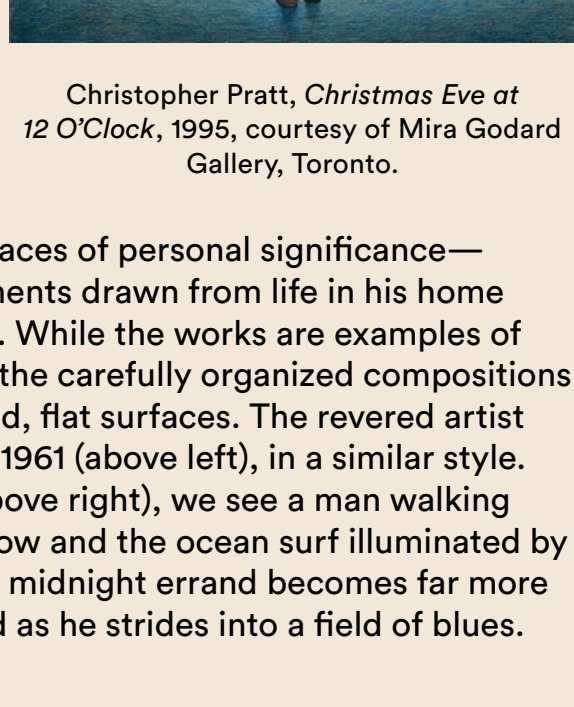 Christopher Pratt, Christmas Eve at
12 O’Clock, 1995, courtesy of Mira Godard
Gallery, Toronto.
of personal significance—
drawn from life in his home
. While the works are examples of
the carefully organized compositions
flat surfaces. The revered artist
1961 (above left), in a similar style.
right), we see a man walking
and the ocean surf illuminated by
midnight errand becomes far more
as he strides into a field of blues.